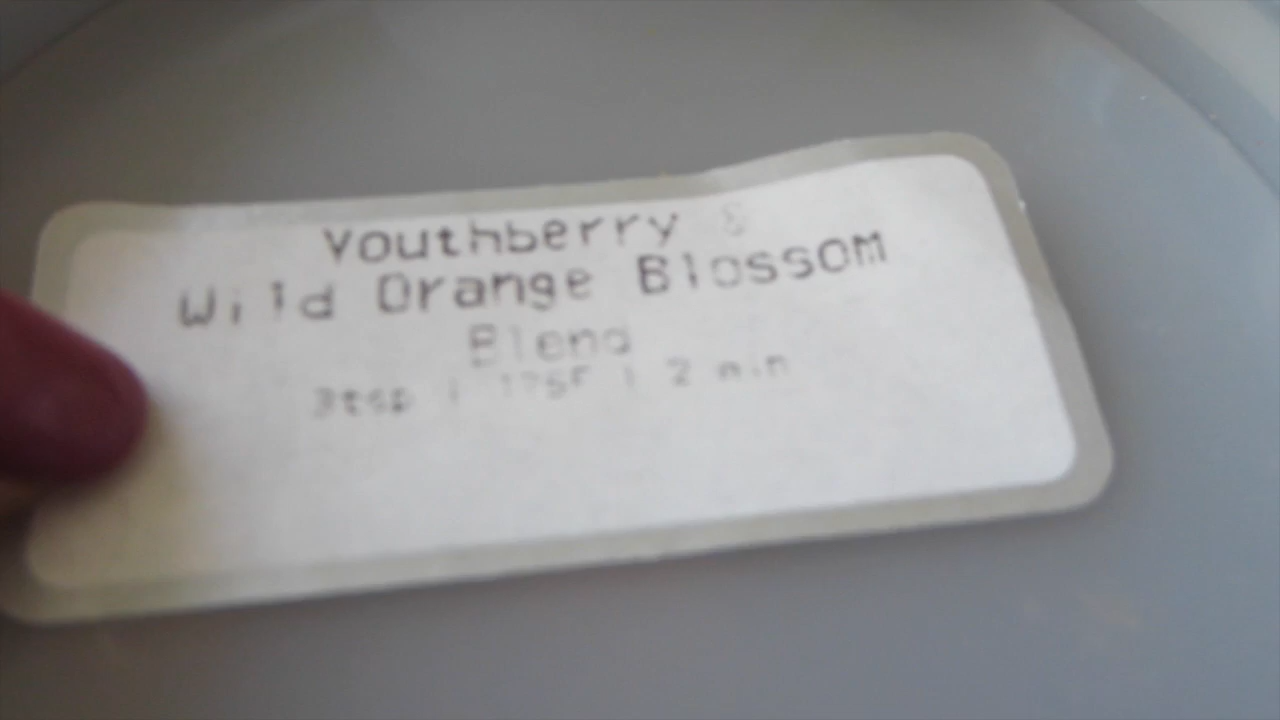 Youthberry &
Wild Orange Blossom
Blend
3tsp | 175F | 2 min